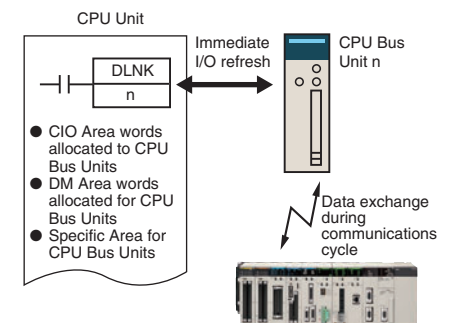 CPU Unit
DLNK
n
● CIO Area words
allocated to CPU
Bus Units
● DM Area words
allocated for CPU
Bus Units
● Specific Area for
CPU Bus Units
Immediate
I/O refresh
CPU Bus
Unit n
Data exchange
during
communications
cycle